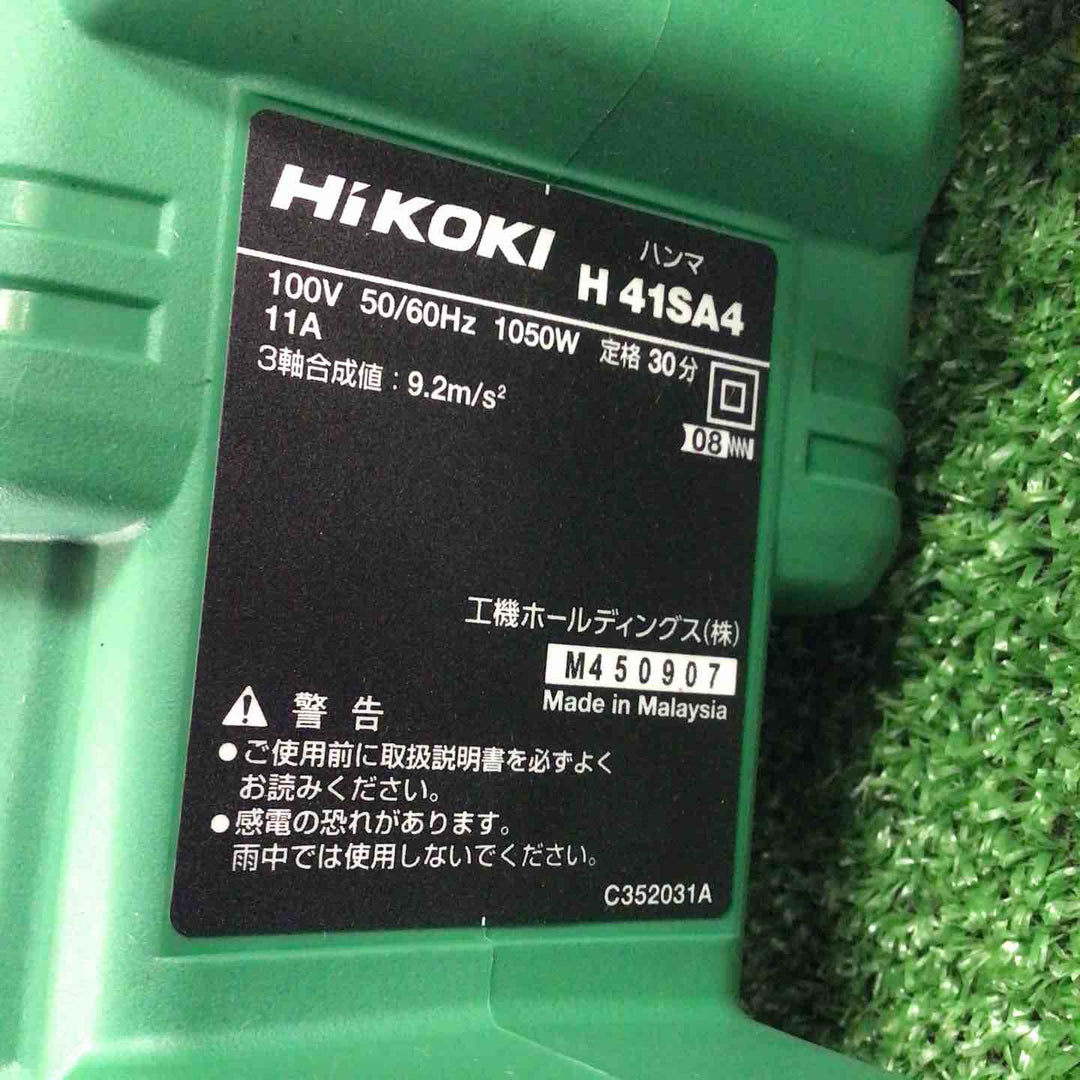 HiKOKI
ハンマ
H 41SA4
100V 50/60Hz 1050W 定格 30分
11A
3軸合成値：9.2m/s²
08
工機ホールディングス(株)
M450907
Made in Malaysia
警告
●ご使用前に取扱説明書を必ずよく
お読みください。
●感電の恐れがあります。
雨中では使用しないでください。
C352031A